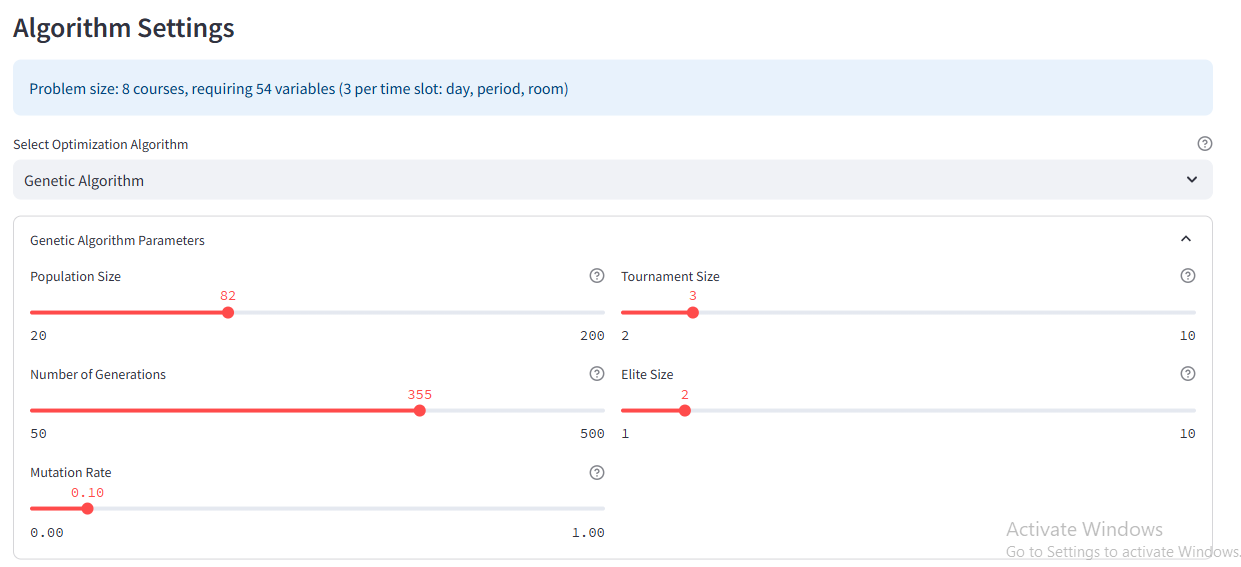 Algorithm Settings
Problem size: 8 courses, requiring 54 variables (3 per time slot: day, period, room)
Select Optimization Algorithm
Genetic Algorithm
Genetic Algorithm Parameters
Population Size
82
20 200
Tournament Size
3
2 10
Number of Generations
355
50 500
Elite Size
2
1 10
Mutation Rate
0.10
0.00 1.00
Activate Windows
Go to Settings to activate Windows.